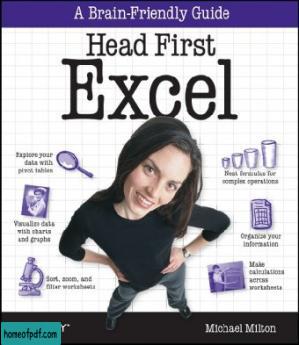 A Brain-Friendly Guide
Head First
Excel
Explore your
data with
pivot tables
Nest formulas for
complex operations
Visualize data
with charts
and graphs
Organize your
information
Sort, zoom, and
filter worksheets
Make
calculations
across
worksheets
homeofpdf.com
Michael Milton